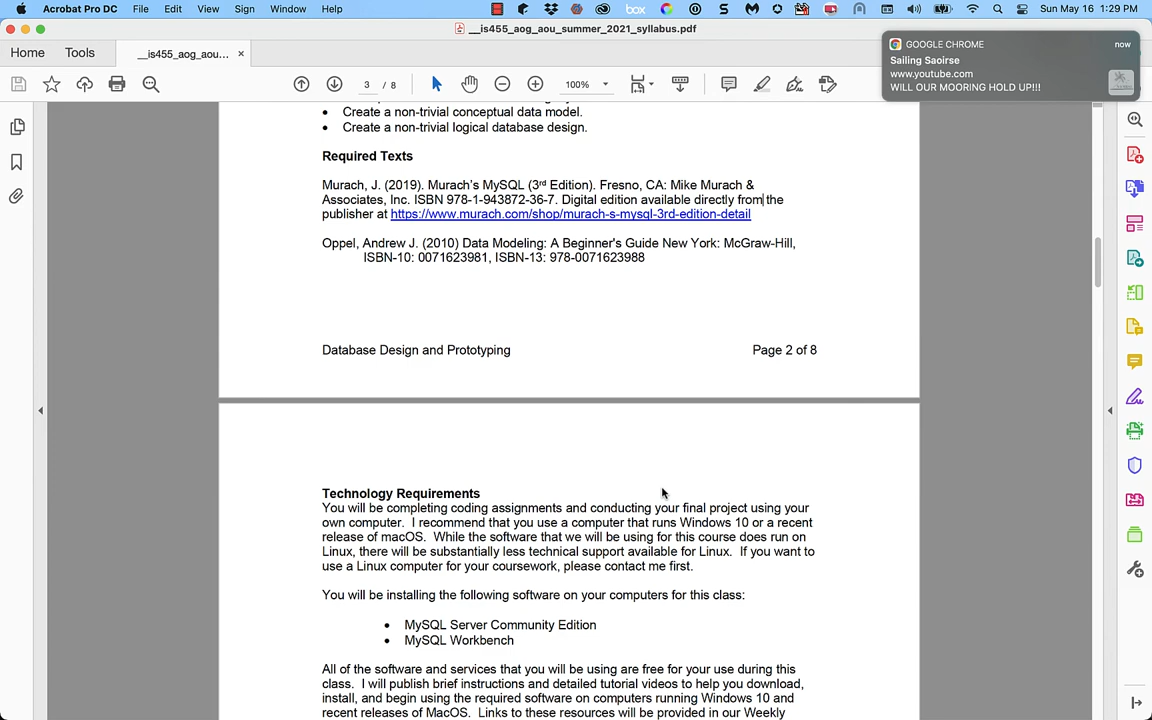 Acrobat Pro DC File Edit View Sign Window Help box Sun May 16 1:29 PM
__is455_aog_aou_summer_2021_syllabus.pdf
Home Tools __is455_aog_aou... ×
GOOGLE CHROME now
Sailing Saoirse
www.youtube.com
WILL OUR MOORING HOLD UP!!!
3 / 8 100%
• Create a non-trivial conceptual data model.
• Create a non-trivial logical database design.
Required Texts
Murach, J. (2019). Murach's MySQL (3rd Edition). Fresno, CA: Mike Murach &
Associates, Inc. ISBN 978-1-943872-36-7. Digital edition available directly from the
publisher at https://www.murach.com/shop/murach-s-mysql-3rd-edition-detail
Oppel, Andrew J. (2010) Data Modeling: A Beginner's Guide New York: McGraw-Hill,
ISBN-10: 0071623981, ISBN-13: 978-0071623988
Database Design and Prototyping Page 2 of 8
Technology Requirements
You will be completing coding assignments and conducting your final project using your
own computer. I recommend that you use a computer that runs Windows 10 or a recent
release of macOS. While the software that we will be using for this course does run on
Linux, there will be substantially less technical support available for Linux. If you want to
use a Linux computer for your coursework, please contact me first.
You will be installing the following software on your computers for this class:
• MySQL Server Community Edition
• MySQL Workbench
All of the software and services that you will be using are free for your use during this
class. I will publish brief instructions and detailed tutorial videos to help you download,
install, and begin using the required software on computers running Windows 10 and
recent releases of MacOS. Links to these resources will be provided in our Weekly